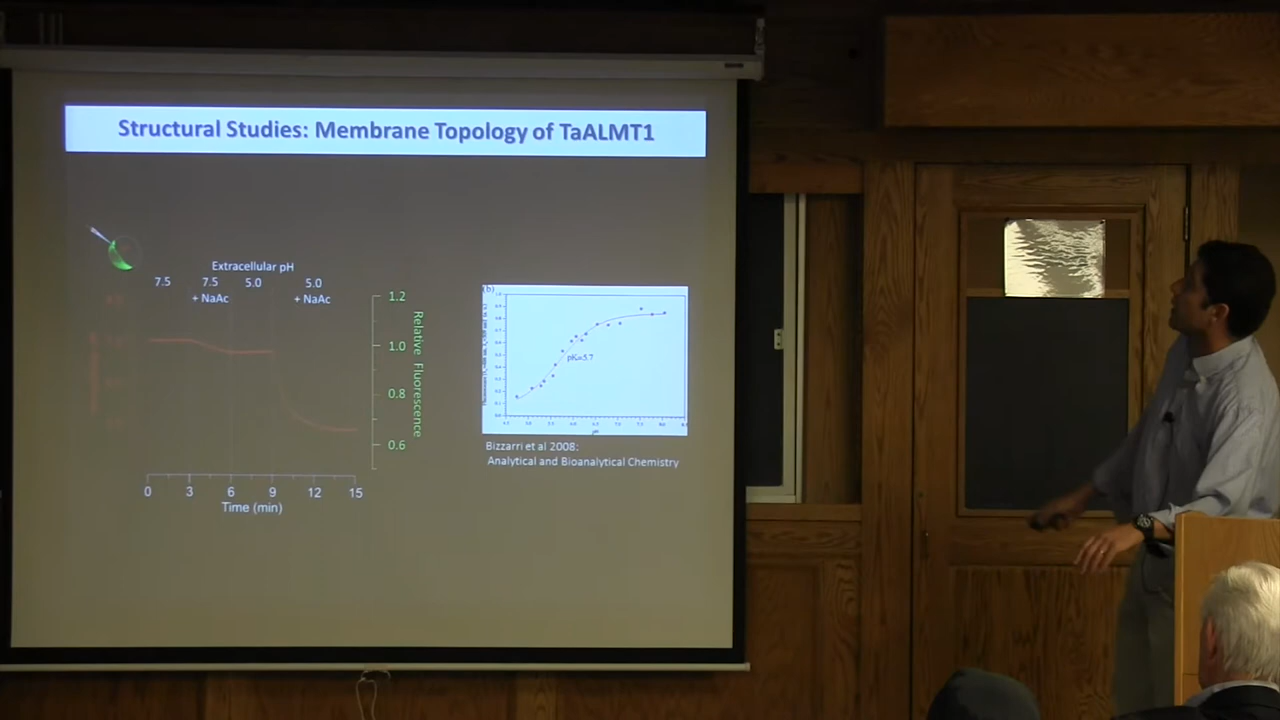 Structural Studies: Membrane Topology of TaALMT1
Extracellular pH
7.5 7.5 5.0 5.0
+ NaAc + NaAc
1.2
1.0
0.8
0.6
Relative Fluorescence
0 3 6 9 12 15
Time (min)
(b)
pK=5.7
pH
Bizzarri et al 2008:
Analytical and Bioanalytical Chemistry